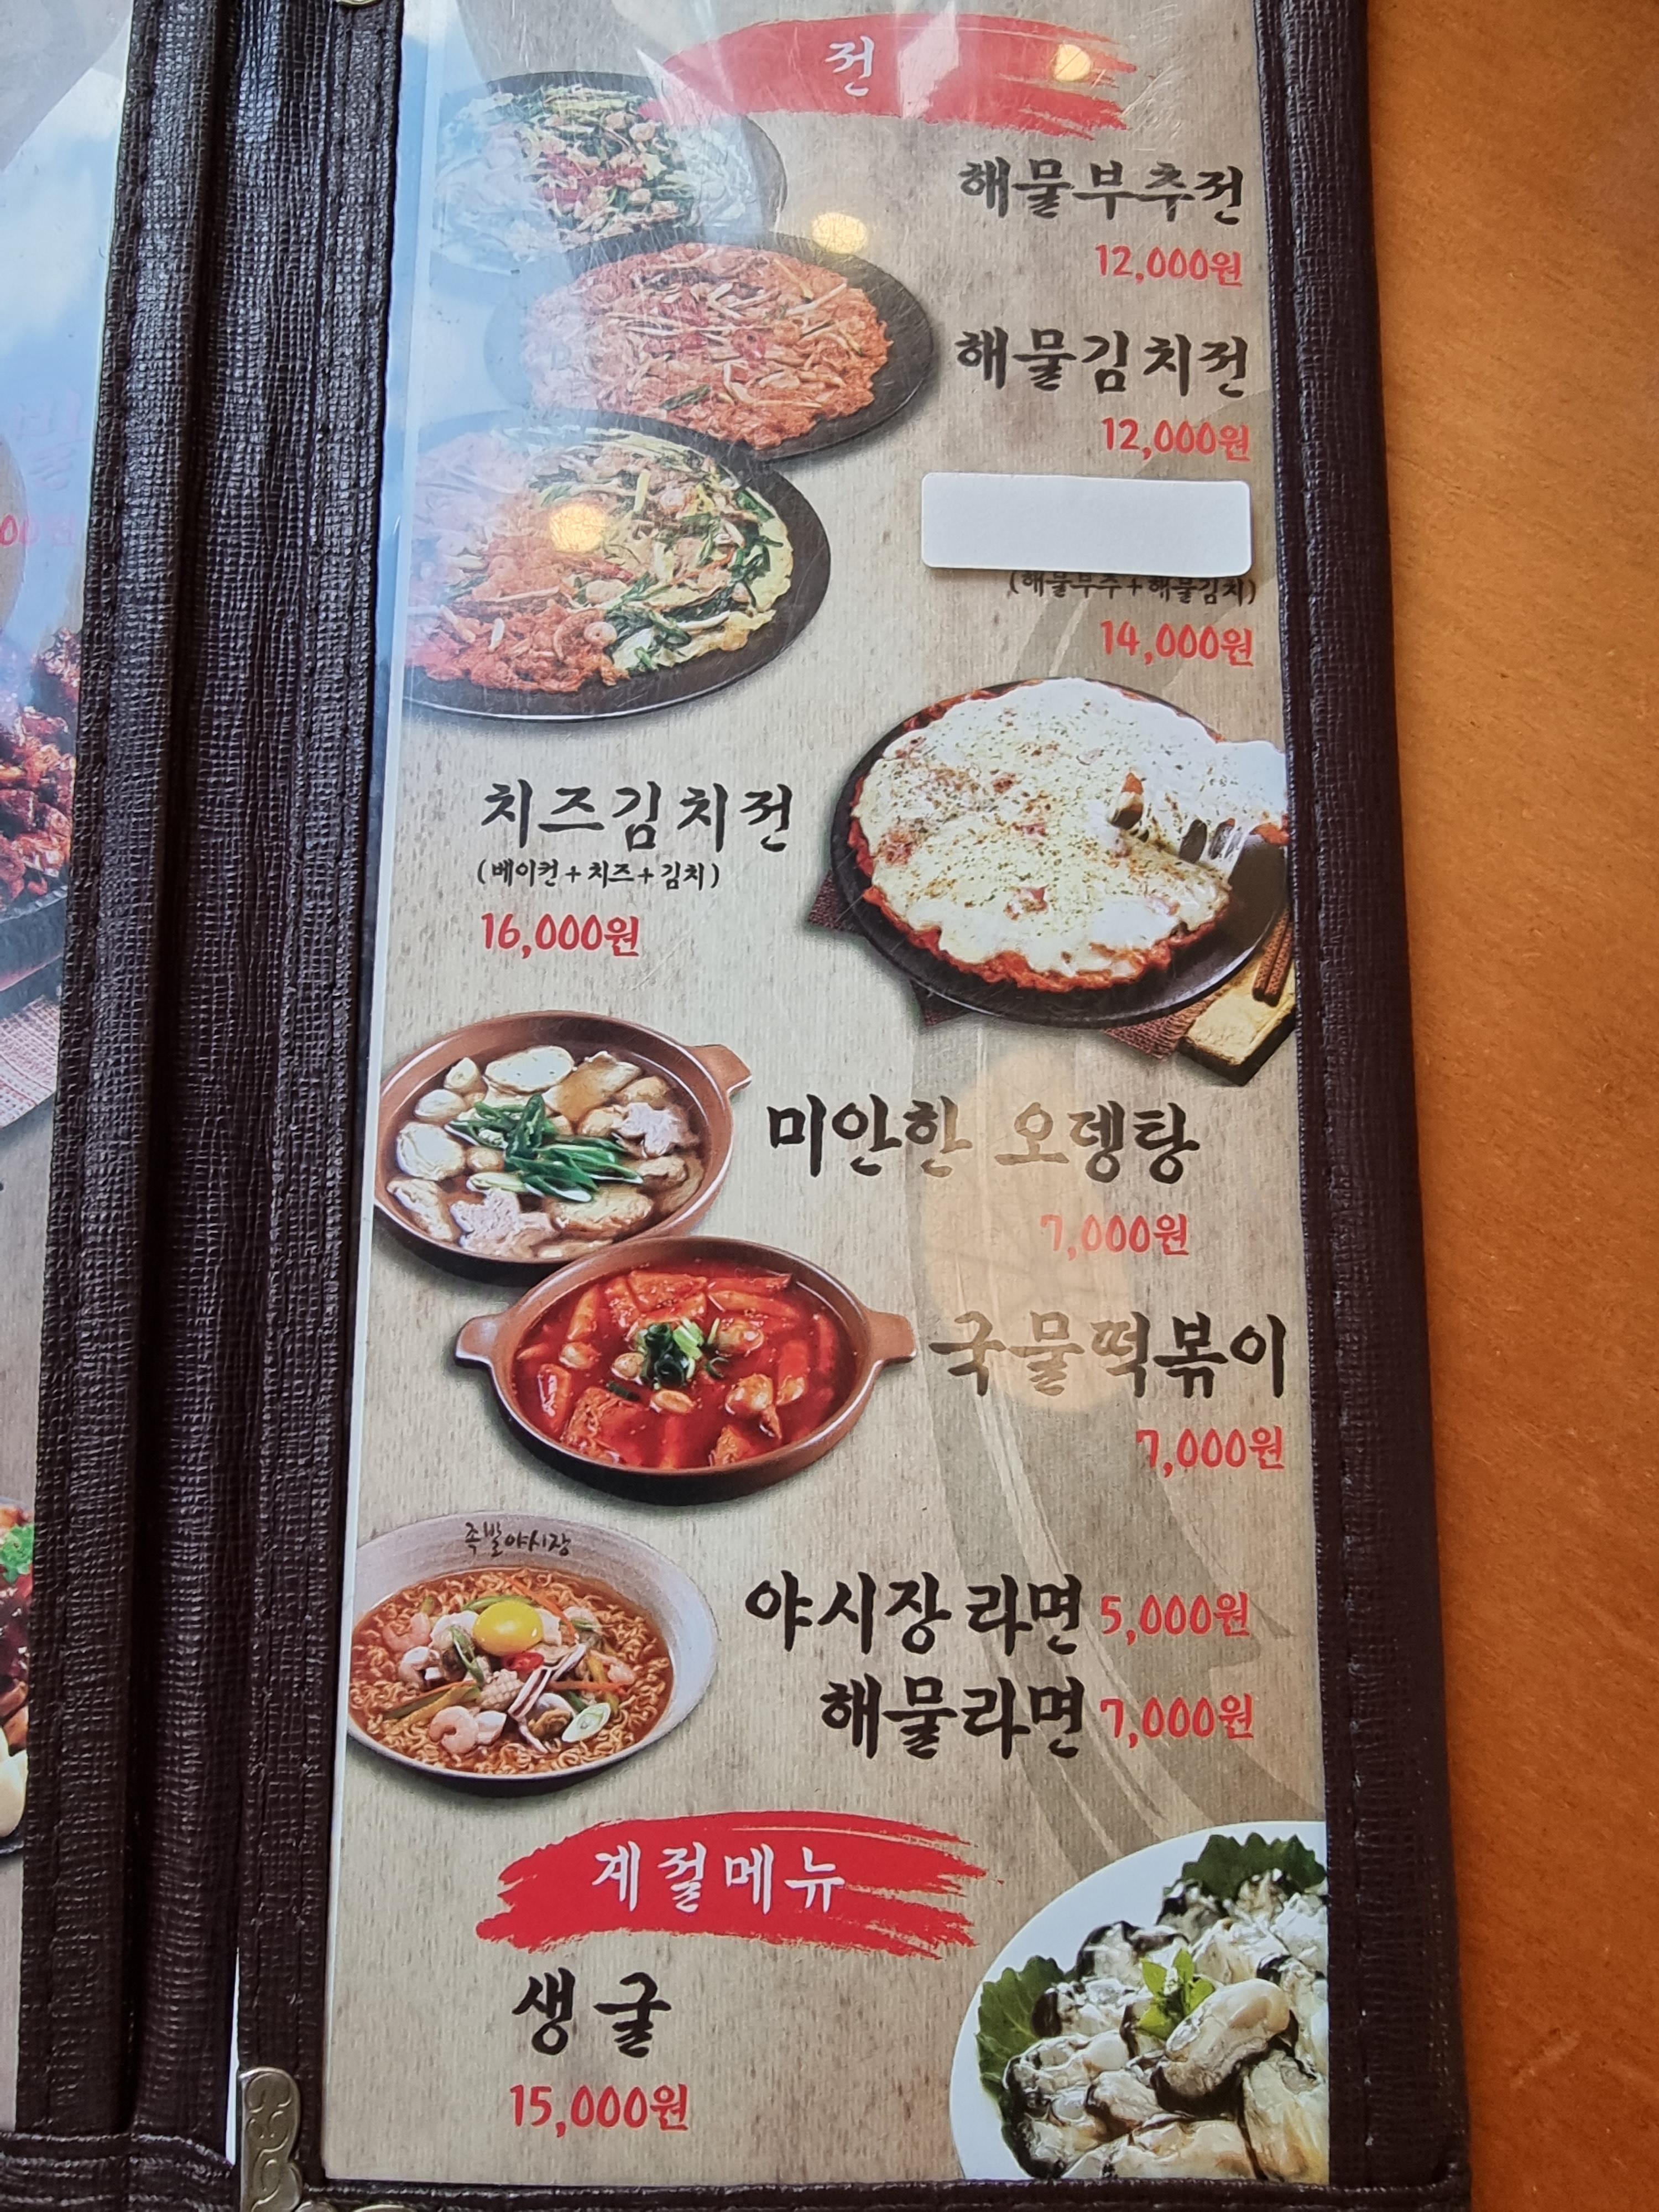 전
해물부추전
12,000원
해물김치전
12,000원
(해물부추+해물김치)
14,000원
치즈김치전
(베이컨+치즈+김치)
16,000원
미안한 오뎅탕
7,000원
국물떡볶이
7,000원
족발야시장
야시장 라면 5,000원
해물라면 7,000원
계절메뉴
생굴
15,000원